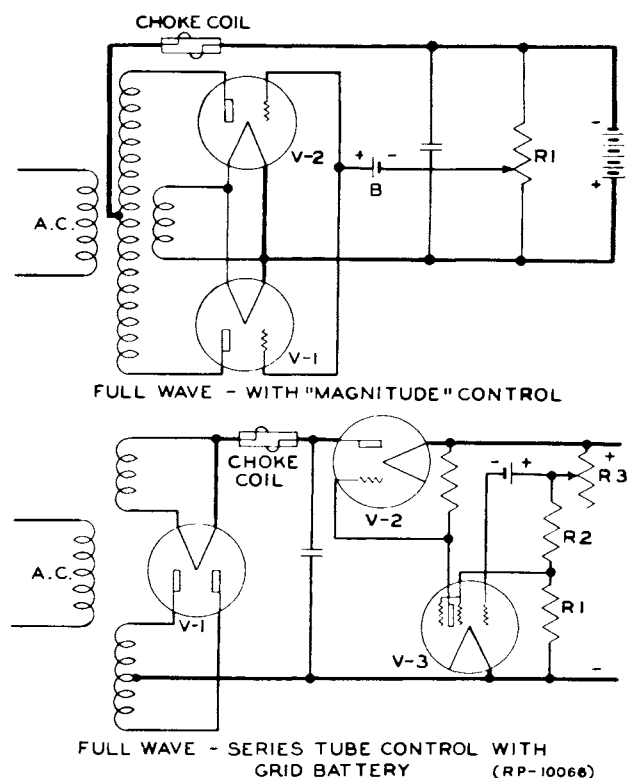 CHOKE COIL
A.C.
V-2
+ -
B
R1
-
+
V-1
FULL WAVE - WITH "MAGNITUDE" CONTROL
CHOKE
COIL
A.C.
V-1
V-2
- +
+
R3
R2
R1
V-3
-
FULL WAVE - SERIES TUBE CONTROL WITH
GRID BATTERY (RP-10066)